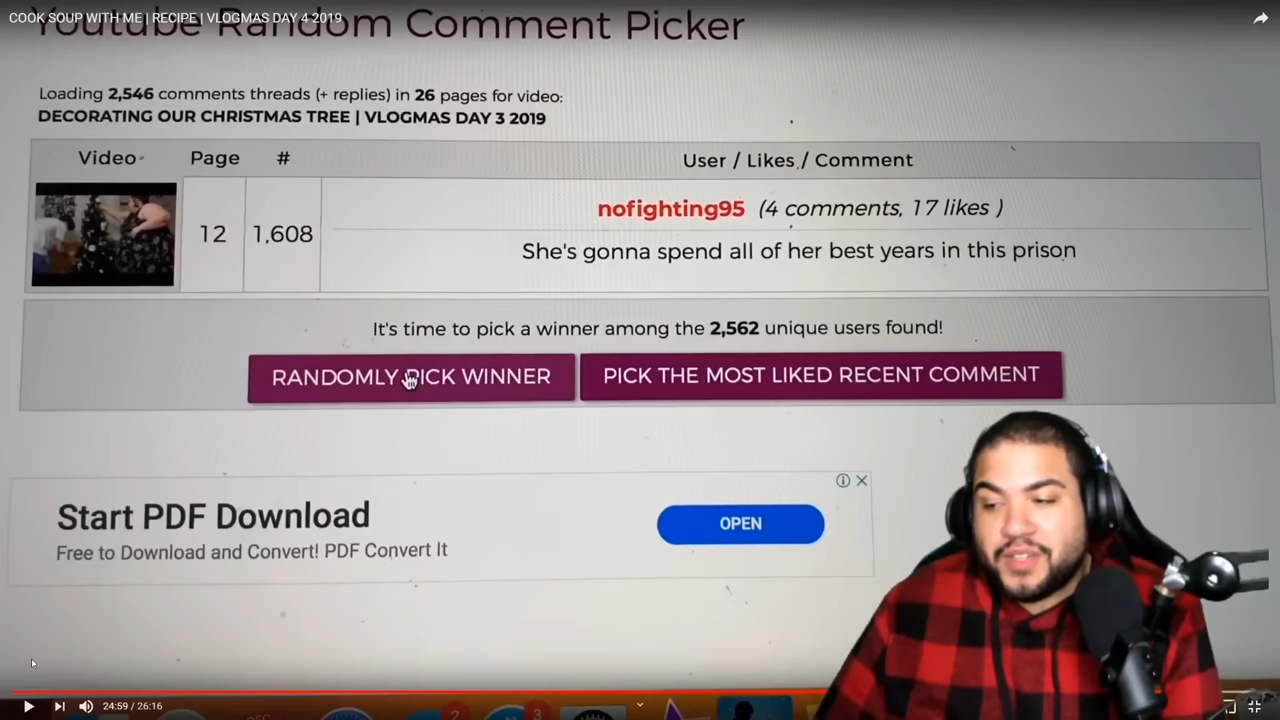 COOK SOUP WITH ME | RECIPE | VLOGMAS DAY 4 2019
Youtube Random Comment Picker
Loading 2,546 comments threads (+ replies) in 26 pages for video:
DECORATING OUR CHRISTMAS TREE | VLOGMAS DAY 3 2019
Video Page # User / Likes / Comment
nofighting95 (4 comments, 17 likes )
12 1,608
She's gonna spend all of her best years in this prison
It's time to pick a winner among the 2,562 unique users found!
RANDOMLY PICK WINNER PICK THE MOST LIKED RECENT COMMENT
Start PDF Download
OPEN
Free to Download and Convert! PDF Convert It
24:59 / 26:16
2 3